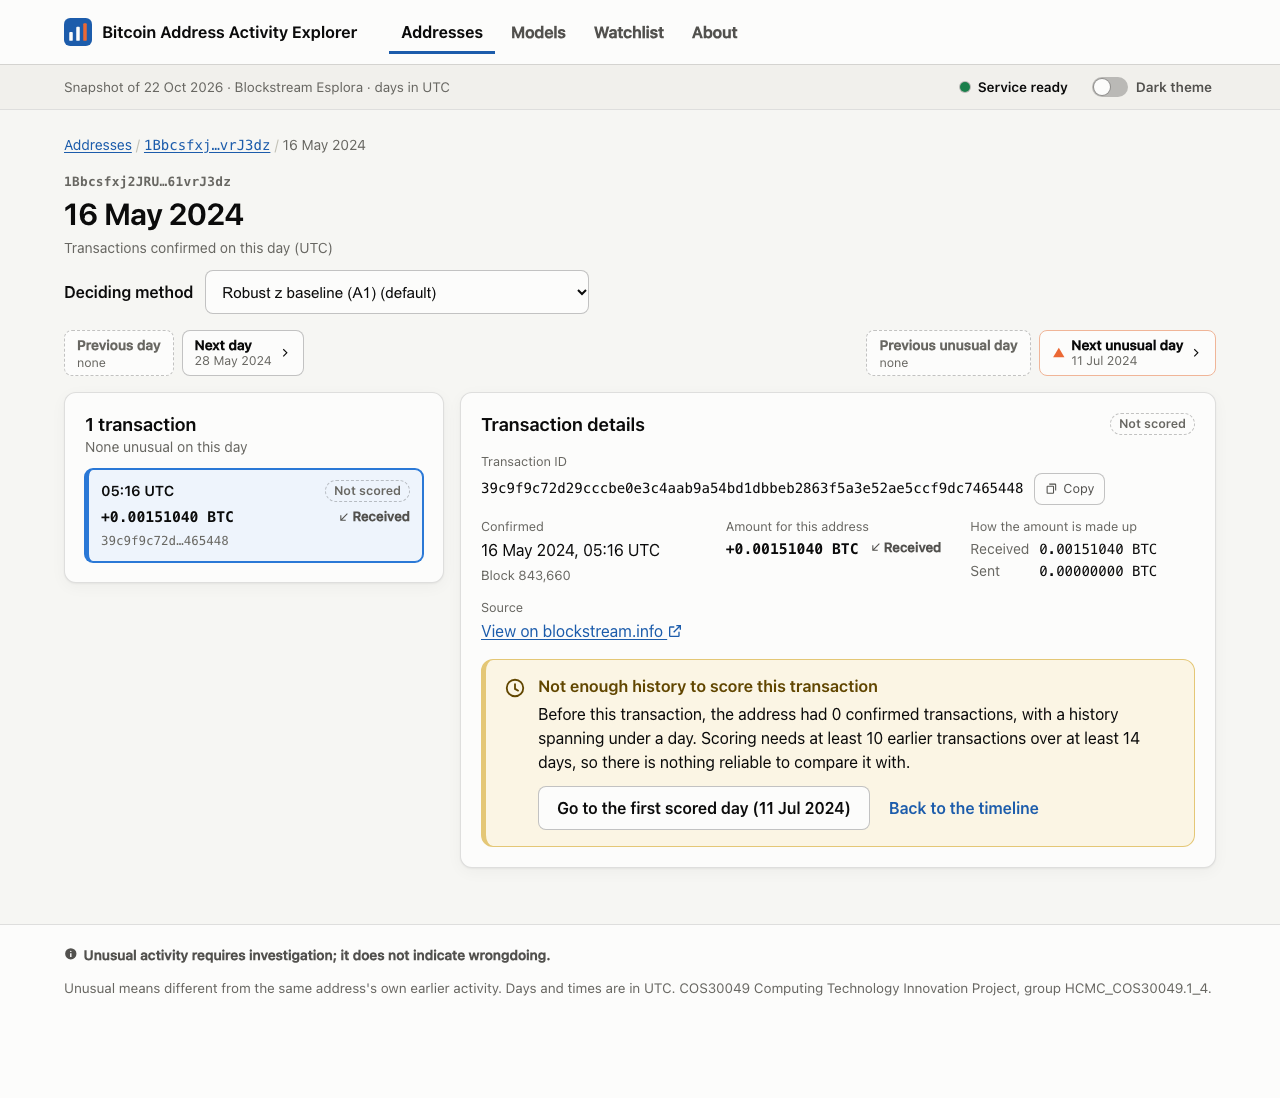 Bitcoin Address Activity Explorer
Addresses
Models
Watchlist
About
Snapshot of 22 Oct 2026 · Blockstream Esplora · days in UTC
Service ready
Dark theme
Addresses / 1Bbcsfxj…vrJ3dz / 16 May 2024
1Bbcsfxj2JRU…61vrJ3dz
16 May 2024
Transactions confirmed on this day (UTC)
Deciding method
Robust z baseline (A1) (default)
Previous day
none
Next day
28 May 2024
Previous unusual day
none
Next unusual day
11 Jul 2024
1 transaction
None unusual on this day
05:16 UTC
Not scored
+0.00151040 BTC
Received
39c9f9c72d…465448
Transaction details
Not scored
Transaction ID
39c9f9c72d29cccbe0e3c4aab9a54bd1dbbeb2863f5a3e52ae5ccf9dc7465448
Copy
Confirmed
16 May 2024, 05:16 UTC
Block 843,660
Amount for this address
+0.00151040 BTC
Received
How the amount is made up
Received 0.00151040 BTC
Sent 0.00000000 BTC
Source
View on blockstream.info
Not enough history to score this transaction
Before this transaction, the address had 0 confirmed transactions, with a history
spanning under a day. Scoring needs at least 10 earlier transactions over at least 14
days, so there is nothing reliable to compare it with.
Go to the first scored day (11 Jul 2024)
Back to the timeline
Unusual activity requires investigation; it does not indicate wrongdoing.
Unusual means different from the same address's own earlier activity. Days and times are in UTC. COS30049 Computing Technology Innovation Project, group HCMC_COS30049.1_4.